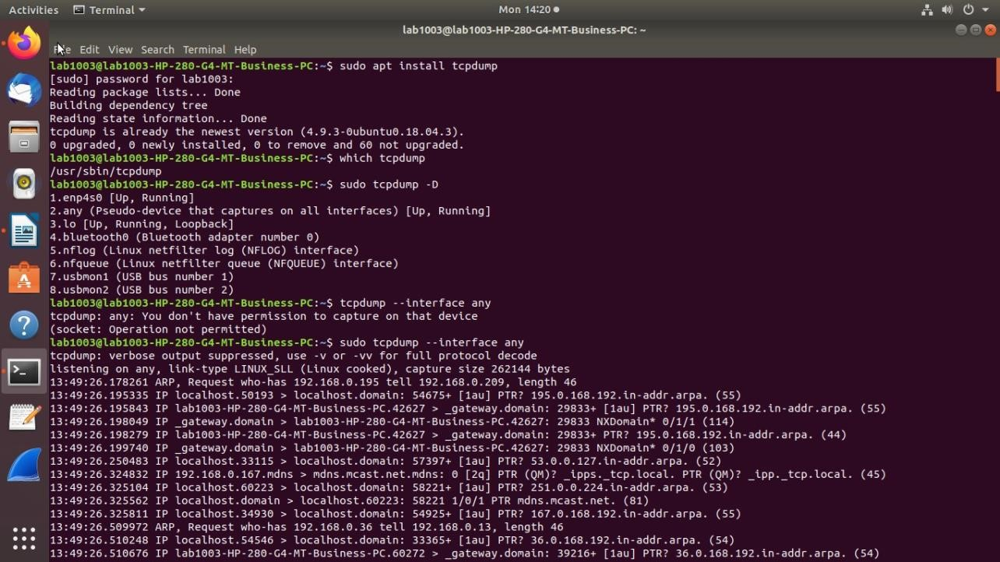 Activities Terminal Mon 14:20
lab1003@lab1003-HP-280-G4-MT-Business-PC: ~
Edit View Search Terminal Help
lab1003@lab1003-HP-280-G4-MT-Business-PC:~$ sudo apt install tcpdump
[sudo] password for lab1003:
Reading package lists... Done
Building dependency tree
Reading state information... Done
tcpdump is already the newest version (4.9.3-0ubuntu0.18.04.3).
0 upgraded, 0 newly installed, 0 to remove and 60 not upgraded.
lab1003@lab1003-HP-280-G4-MT-Business-PC:~$ which tcpdump
/usr/sbin/tcpdump
lab1003@lab1003-HP-280-G4-MT-Business-PC:~$ sudo tcpdump -D
1.enp4s0 [Up, Running]
2.any (Pseudo-device that captures on all interfaces) [Up, Running]
3.lo [Up, Running, Loopback]
4.bluetooth0 (Bluetooth adapter number 0)
5.nflog (Linux netfilter log (NFLOG) interface)
6.nfqueue (Linux netfilter queue (NFQUEUE) interface)
7.usbmon1 (USB bus number 1)
8.usbmon2 (USB bus number 2)
lab1003@lab1003-HP-280-G4-MT-Business-PC:~$ tcpdump --interface any
tcpdump: any: You don't have permission to capture on that device
(socket: Operation not permitted)
lab1003@lab1003-HP-280-G4-MT-Business-PC:~$ sudo tcpdump --interface any
tcpdump: verbose output suppressed, use -v or -vv for full protocol decode
listening on any, link-type LINUX_SLL (Linux cooked), capture size 262144 bytes
13:49:26.178261 ARP, Request who-has 192.168.0.195 tell 192.168.0.209, length 46
13:49:26.195335 IP localhost.50193 > localhost.domain: 54675+ [1au] PTR? 195.0.168.192.in-addr.arpa. (55)
13:49:26.195843 IP lab1003-HP-280-G4-MT-Business-PC.42627 > _gateway.domain: 29833+ [1au] PTR? 195.0.168.192.in-addr.arpa. (55)
13:49:26.198049 IP _gateway.domain > lab1003-HP-280-G4-MT-Business-PC.42627: 29833 NXDomain* 0/1/1 (114)
13:49:26.198279 IP lab1003-HP-280-G4-MT-Business-PC.42627 > _gateway.domain: 29833+ PTR? 195.0.168.192.in-addr.arpa. (44)
13:49:26.199740 IP _gateway.domain > lab1003-HP-280-G4-MT-Business-PC.42627: 29833 NXDomain* 0/1/0 (103)
13:49:26.250483 IP localhost.33115 > localhost.domain: 57397+ [1au] PTR? 53.0.0.127.in-addr.arpa. (52)
13:49:26.324832 IP 192.168.0.167.mdns > mdns.mcast.net.mdns: 0 [2q] PTR (QM)? _ipps._tcp.local. PTR (QM)? _ipp._tcp.local. (45)
13:49:26.325104 IP localhost.60223 > localhost.domain: 58221+ [1au] PTR? 251.0.0.224.in-addr.arpa. (53)
13:49:26.325562 IP localhost.domain > localhost.60223: 58221 1/0/1 PTR mdns.mcast.net. (81)
13:49:26.325811 IP localhost.34930 > localhost.domain: 54925+ [1au] PTR? 167.0.168.192.in-addr.arpa. (55)
13:49:26.509972 ARP, Request who-has 192.168.0.36 tell 192.168.0.13, length 46
13:49:26.510248 IP localhost.54546 > localhost.domain: 33365+ [1au] PTR? 36.0.168.192.in-addr.arpa. (54)
13:49:26.510676 IP lab1003-HP-280-G4-MT-Business-PC.60272 > _gateway.domain: 39216+ [1au] PTR? 36.0.168.192.in-addr.arpa. (54)